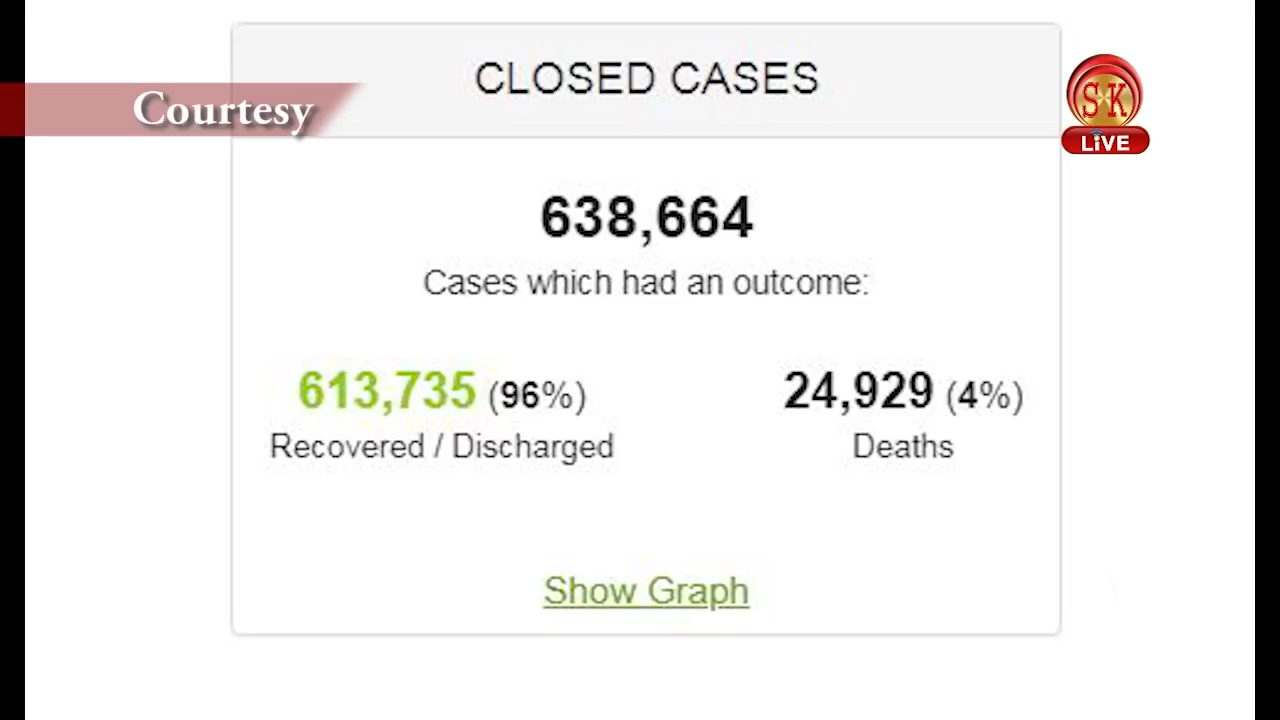 CLOSED CASES
Courtesy
SK
LiVE
638,664
Cases which had an outcome:
613,735 (96%)
Recovered / Discharged
24,929 (4%)
Deaths
Show Graph